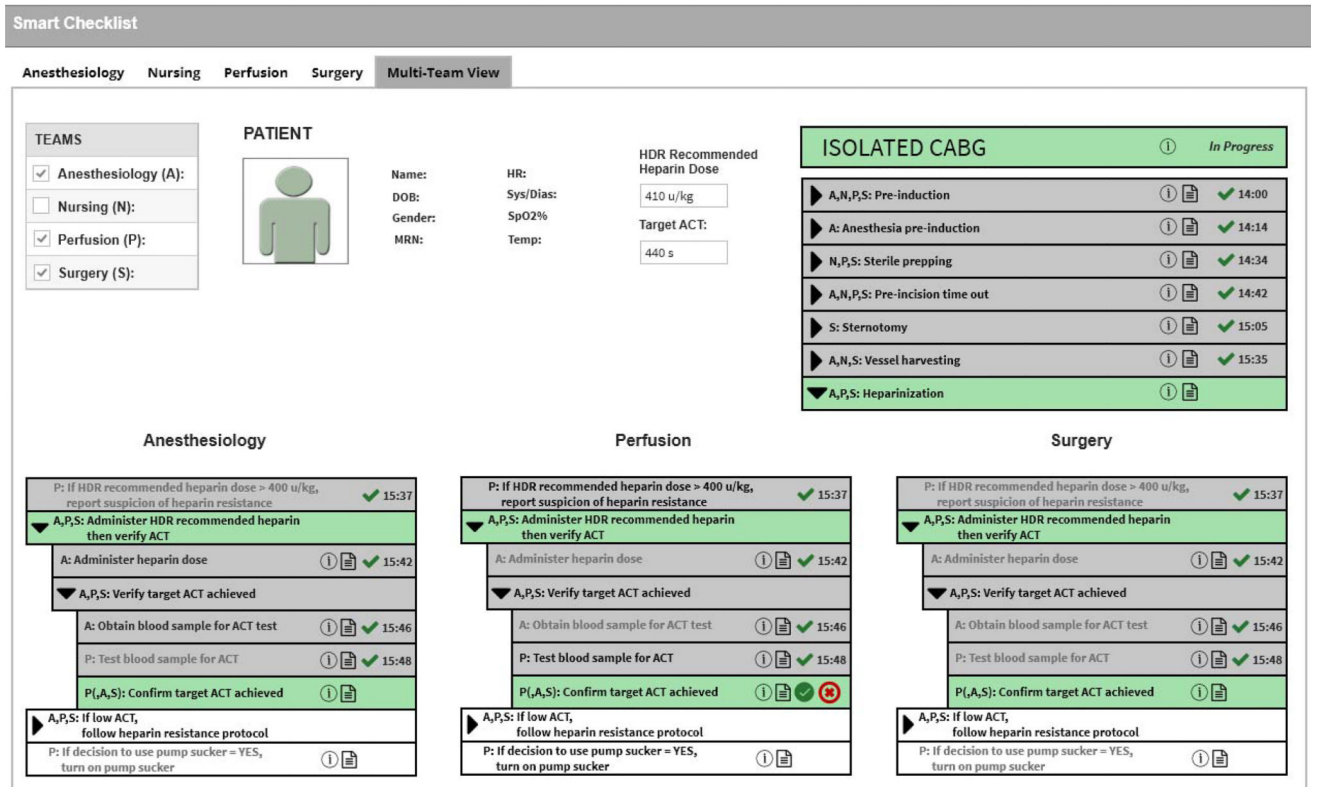 Smart Checklist
Anesthesiology Nursing Perfusion Surgery Multi-Team View
TEAMS
Anesthesiology (A):
Nursing (N):
Perfusion (P):
Surgery (S):
PATIENT
Name:
DOB:
Gender:
MRN:
HR:
Sys/Dias:
SpO2%
Temp:
HDR Recommended
Heparin Dose
410 u/kg
Target ACT:
440 s
ISOLATED CABG In Progress
A,N,P,S: Pre-induction 14:00
A: Anesthesia pre-induction 14:14
N,P,S: Sterile prepping 14:34
A,N,P,S: Pre-incision time out 14:42
S: Sternotomy 15:05
A,N,S: Vessel harvesting 15:35
A,P,S: Heparinization
Anesthesiology
P: If HDR recommended heparin dose > 400 u/kg,
report suspicion of heparin resistance 15:37
A,P,S: Administer HDR recommended heparin
then verify ACT
A: Administer heparin dose 15:42
A,P,S: Verify target ACT achieved
A: Obtain blood sample for ACT test 15:46
P: Test blood sample for ACT 15:48
P(,A,S): Confirm target ACT achieved
A,P,S: If low ACT,
follow heparin resistance protocol
P: If decision to use pump sucker = YES,
turn on pump sucker
Perfusion
P: If HDR recommended heparin dose > 400 u/kg,
report suspicion of heparin resistance 15:37
A,P,S: Administer HDR recommended heparin
then verify ACT
A: Administer heparin dose 15:42
A,P,S: Verify target ACT achieved
A: Obtain blood sample for ACT test 15:46
P: Test blood sample for ACT 15:48
P(,A,S): Confirm target ACT achieved
A,P,S: If low ACT,
follow heparin resistance protocol
P: If decision to use pump sucker = YES,
turn on pump sucker
Surgery
P: If HDR recommended heparin dose > 400 u/kg,
report suspicion of heparin resistance 15:37
A,P,S: Administer HDR recommended heparin
then verify ACT
A: Administer heparin dose 15:42
A,P,S: Verify target ACT achieved
A: Obtain blood sample for ACT test 15:46
P: Test blood sample for ACT 15:48
P(,A,S): Confirm target ACT achieved
A,P,S: If low ACT,
follow heparin resistance protocol
P: If decision to use pump sucker = YES,
turn on pump sucker